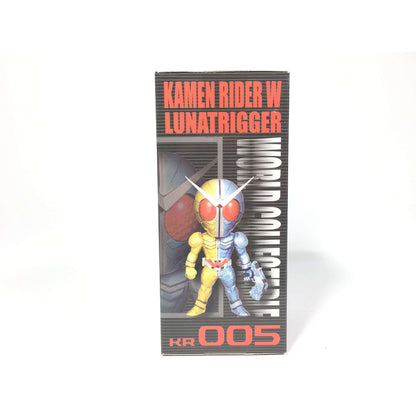 KAMEN RIDER W
LUNATRIGGER
WORLD COLLECTABLE
KR 005